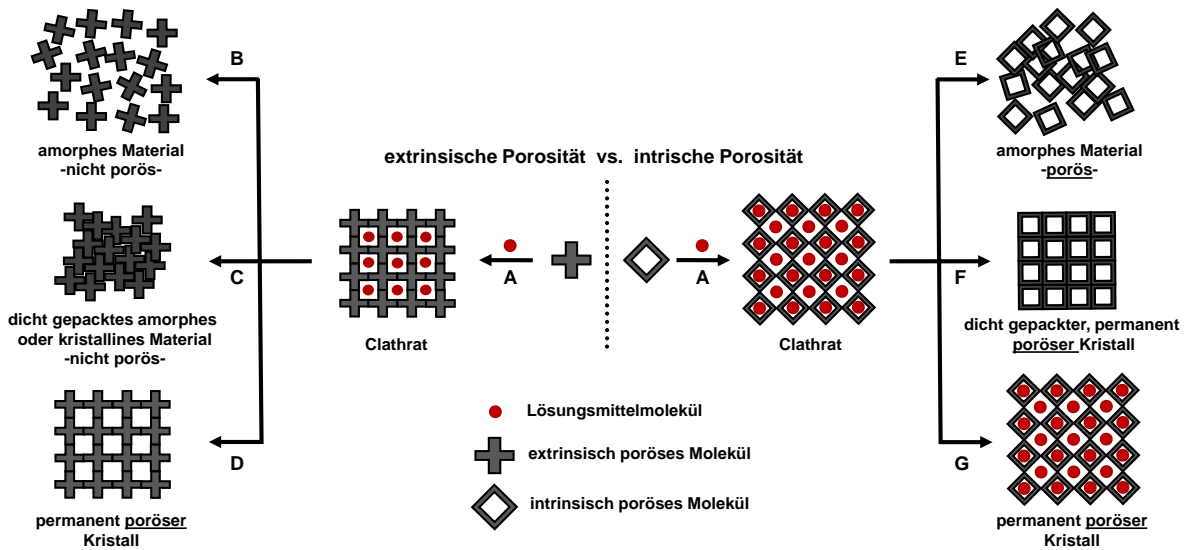 B
amorphes Material
-nicht porös-
C
dicht gepacktes amorphes
oder kristallines Material
-nicht porös-
D
permanent poröser
Kristall
extrinsische Porosität vs. intrische Porosität
A
A
Clathrat
Clathrat
Lösungsmittelmolekül
extrinsisch poröses Molekül
intrinsisch poröses Molekül
E
amorphes Material
-porös-
F
dicht gepackter, permanent
poröser Kristall
G
permanent poröser
Kristall